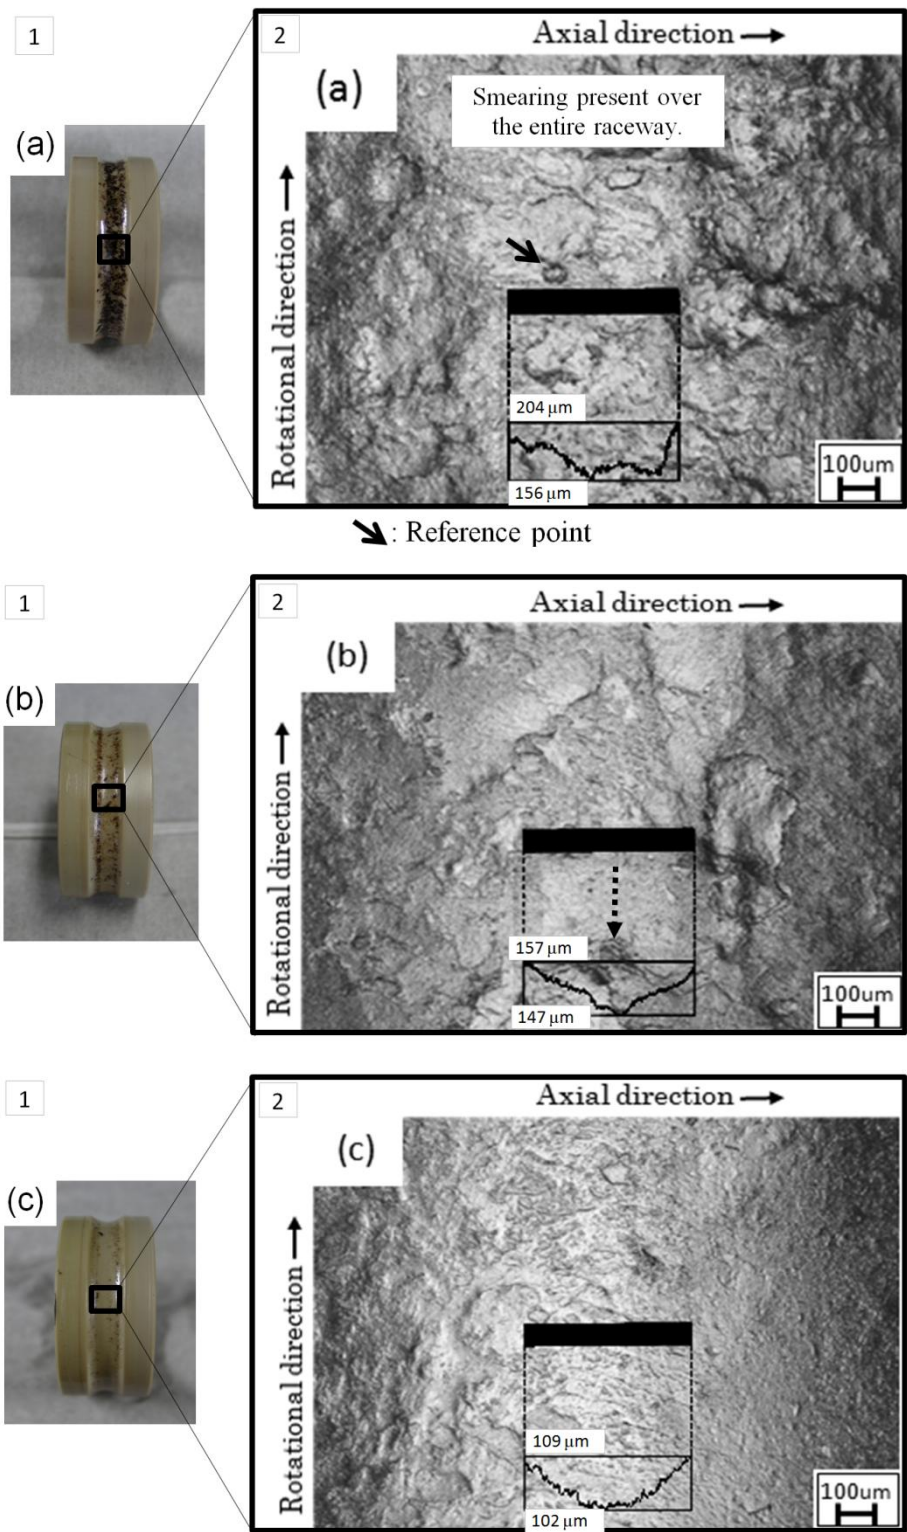 1
2
Axial direction
(a)
(a)
Smearing present over
the entire raceway.
Rotational direction
204 μm
156 μm
100um
: Reference point
1
2
Axial direction
(b)
(b)
Rotational direction
157 μm
147 μm
100um
1
2
Axial direction
(c)
(c)
Rotational direction
109 μm
102 μm
100um